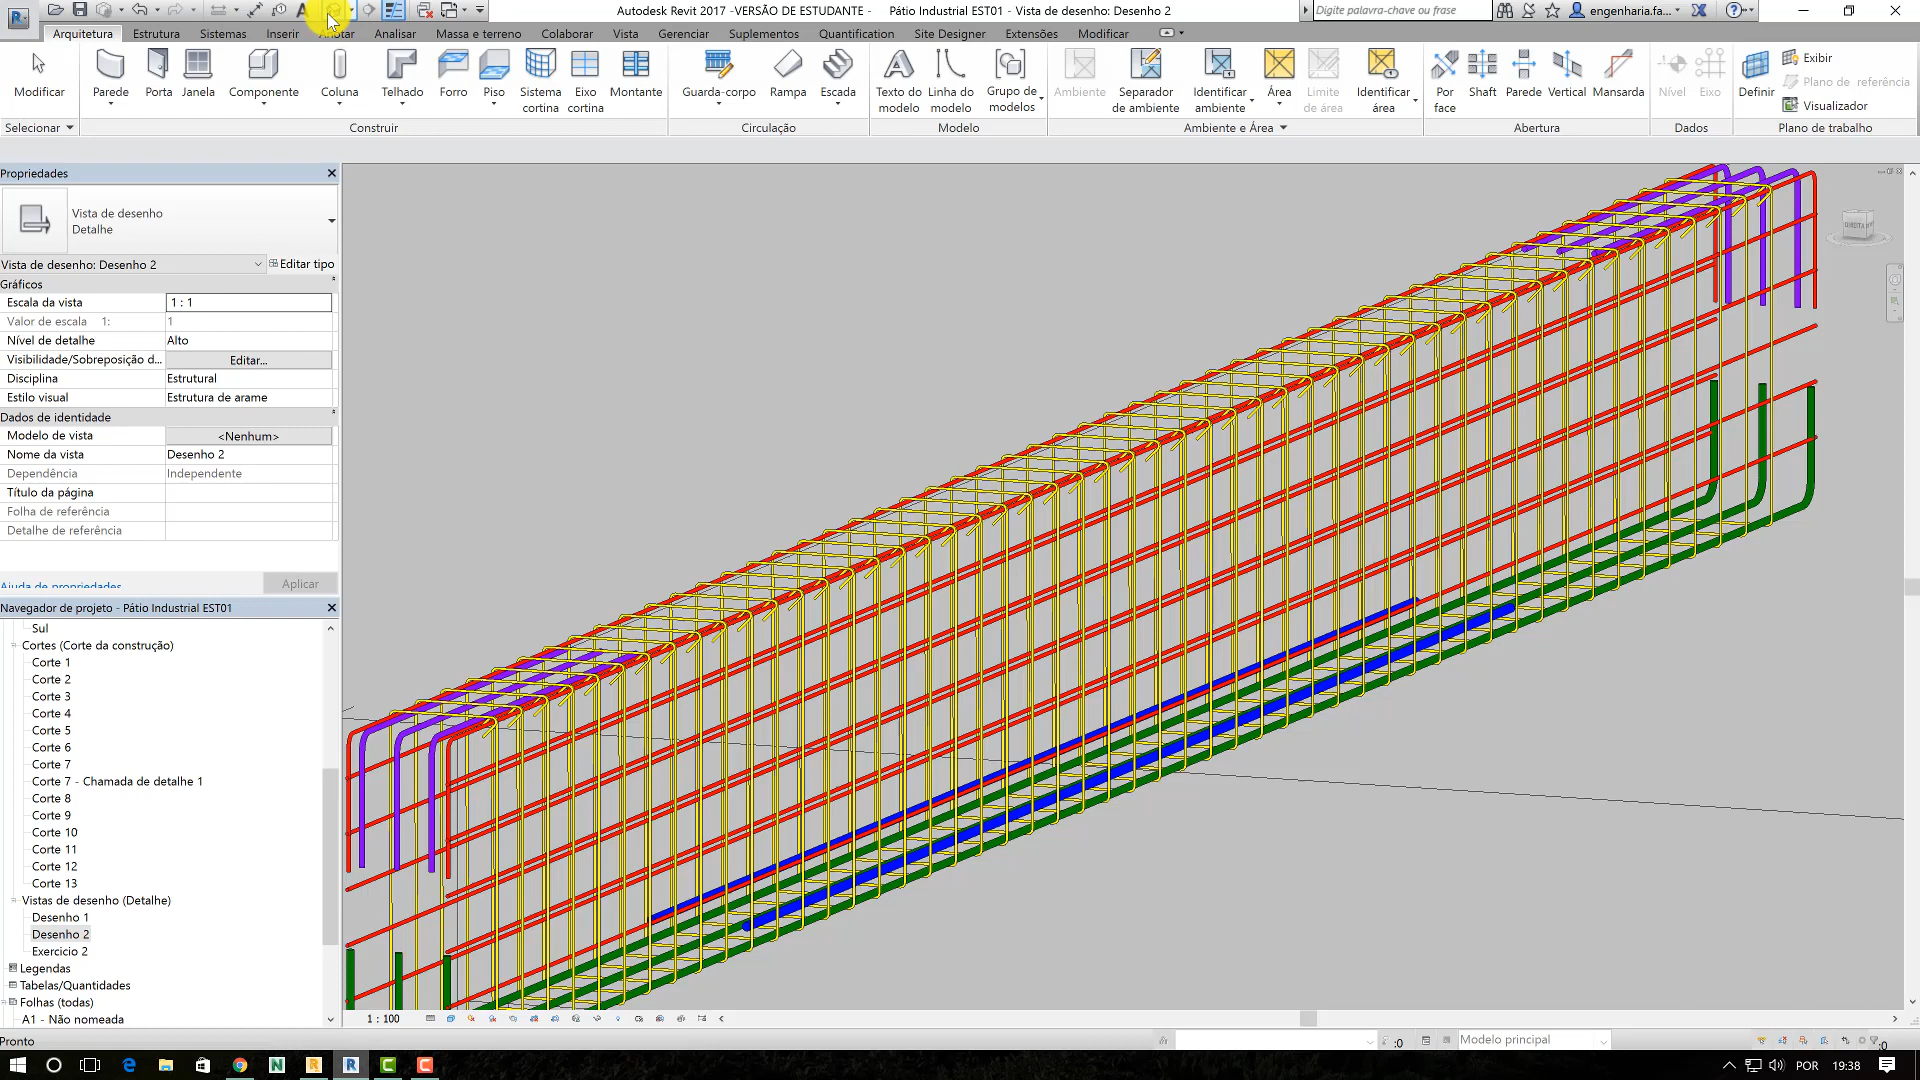 Autodesk Revit 2017 -VERSÃO DE ESTUDANTE - Pátio Industrial EST01 - Vista de desenho: Desenho 2
Digite palavra-chave ou frase
engenharia.fa...
Arquitetura Estrutura Sistemas Inserir Anotar Analisar Massa e terreno Colaborar Vista Gerenciar Suplementos Quantification Site Designer Extensões Modificar
Modificar
Parede
Porta
Janela
Componente
Coluna
Telhado
Forro
Piso
Sistema cortina
Eixo cortina
Montante
Guarda-corpo
Rampa
Escada
Texto do modelo
Linha do modelo
Grupo de modelos
Ambiente
Separador de ambiente
Identificar ambiente
Área
Limite de área
Identificar área
Por face
Shaft
Parede
Vertical
Mansarda
Nível
Eixo
Definir
Exibir
Plano de referência
Visualizador
Selecionar
Construir
Circulação
Modelo
Ambiente e Área
Abertura
Dados
Plano de trabalho
Propriedades
Vista de desenho
Detalhe
Vista de desenho: Desenho 2
Editar tipo
Gráficos
Escala da vista 1 : 1
Valor de escala 1: 1
Nível de detalhe Alto
Visibilidade/Sobreposição d... Editar...
Disciplina Estrutural
Estilo visual Estrutura de arame
Dados de identidade
Modelo de vista <Nenhum>
Nome da vista Desenho 2
Dependência Independente
Título da página
Folha de referência
Detalhe de referência
Ajuda de propriedades
Aplicar
Navegador de projeto - Pátio Industrial EST01
Sul
Cortes (Corte da construção)
Corte 1
Corte 2
Corte 3
Corte 4
Corte 5
Corte 6
Corte 7
Corte 7 - Chamada de detalhe 1
Corte 8
Corte 9
Corte 10
Corte 11
Corte 12
Corte 13
Vistas de desenho (Detalhe)
Desenho 1
Desenho 2
Exercicio 2
Legendas
Tabelas/Quantidades
Folhas (todas)
A1 - Não nomeada
1 : 100
Pronto
:0
Modelo principal
:0
POR
19:38